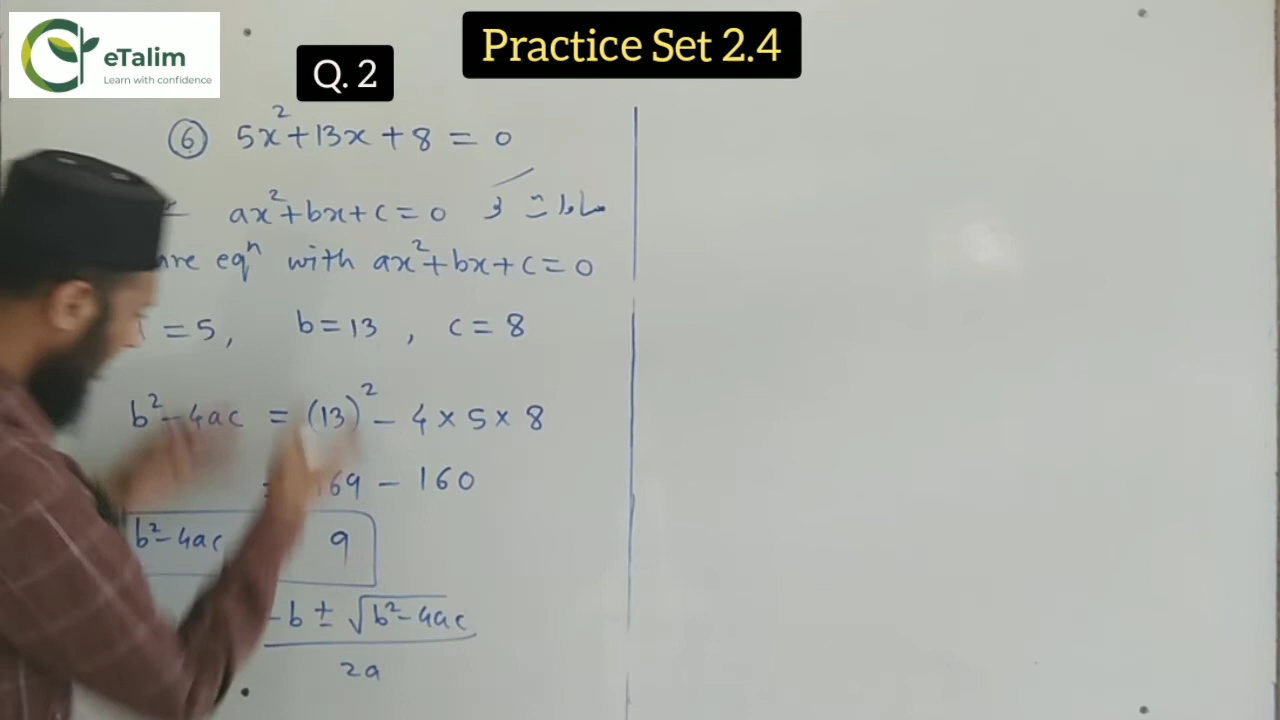 eTalim
Learn with confidence
Q. 2
Practice Set 2.4
⑥ 5x²+13x+8=0
ax²+bx+c=0
eqⁿ with ax²+bx+c=0
=5, b=13, c=8
b²-4ac = (13)²-4×5×8
169-160
b²-4ac 9
-b±√b²-4ac
2a